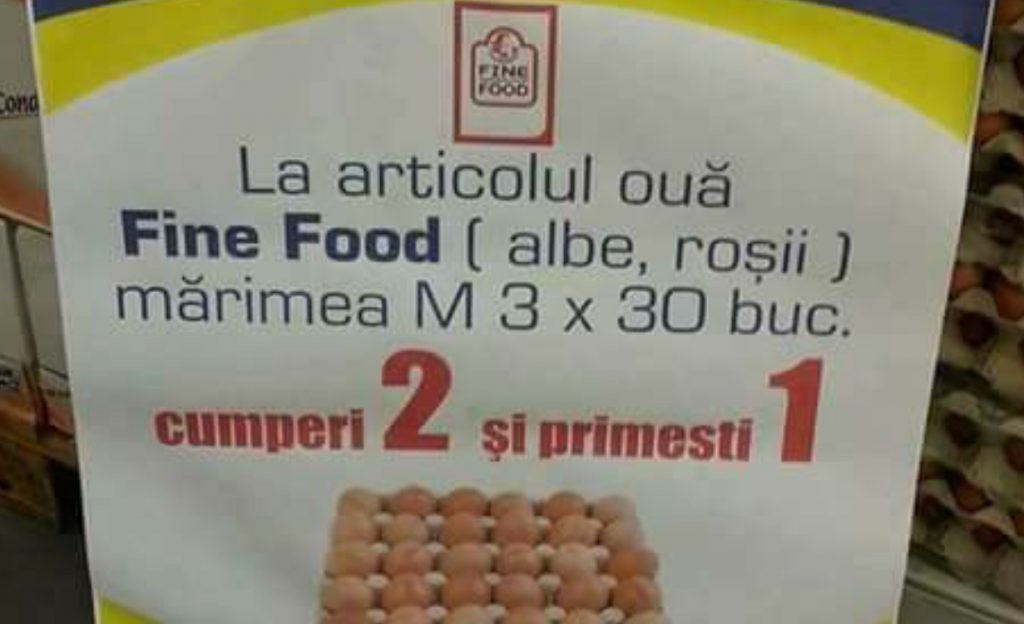 FINE
FOOD
La articolul ouă
Fine Food ( albe, roșii )
mărimea M 3 x 30 buc.
cumperi 2 și primesti 1